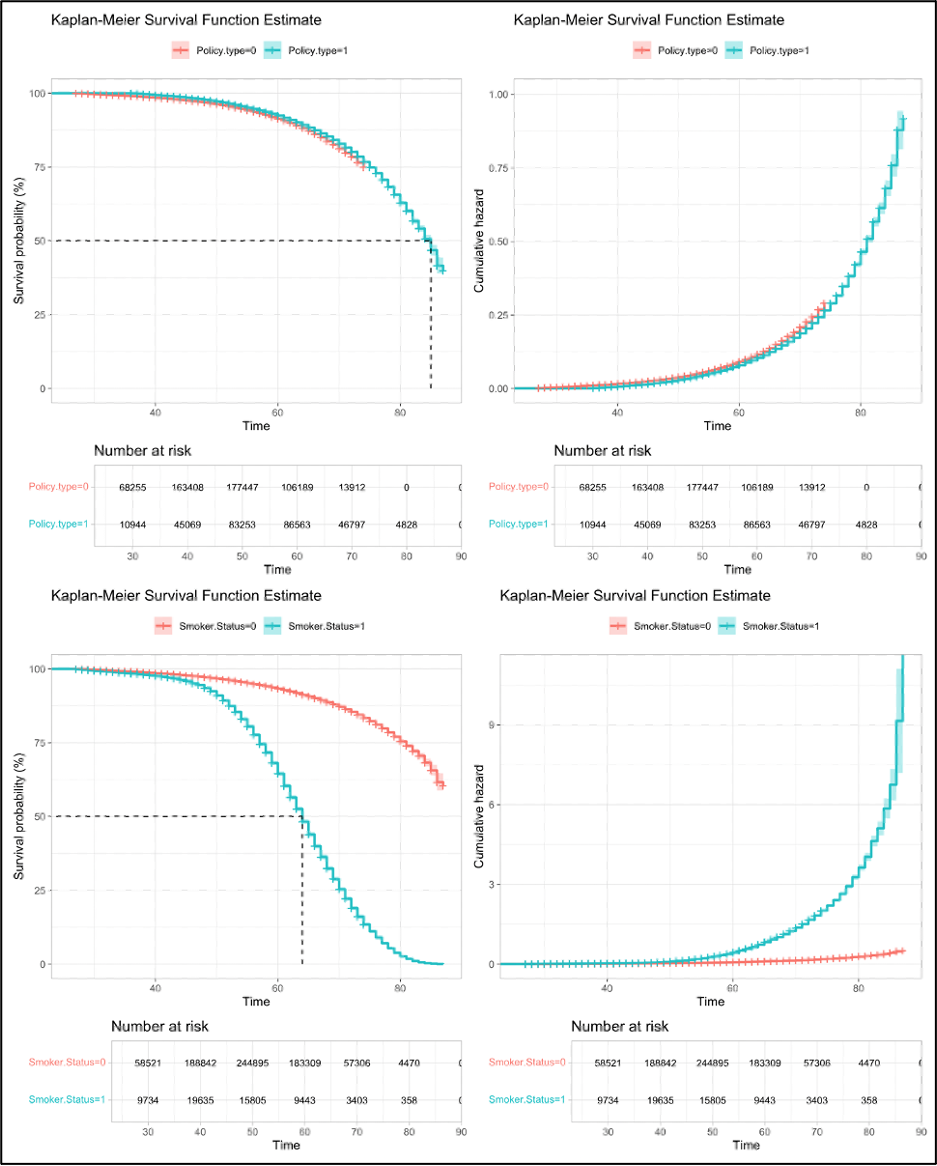 Kaplan-Meier Survival Function Estimate
Policy.type=0 Policy.type=1
Survival probability (%)
100
75
50
25
0
40 60 80
Time
Number at risk
Policy.type=0 68255 163408 177447 106189 13912 0
Policy.type=1 10944 45069 83253 86563 46797 4828
30 40 50 60 70 80 90
Time
Kaplan-Meier Survival Function Estimate
Policy.type=0 Policy.type=1
Cumulative hazard
1.00
0.75
0.50
0.25
0.00
40 60 80
Time
Number at risk
Policy.type=0 68255 163408 177447 106189 13912 0
Policy.type=1 10944 45069 83253 86563 46797 4828
30 40 50 60 70 80 90
Time
Kaplan-Meier Survival Function Estimate
Smoker.Status=0 Smoker.Status=1
Survival probability (%)
100
75
50
25
0
40 60 80
Time
Number at risk
Smoker.Status=0 58521 188842 244895 183309 57306 4470
Smoker.Status=1 9734 19635 15805 9443 3403 358
30 40 50 60 70 80 90
Time
Kaplan-Meier Survival Function Estimate
Smoker.Status=0 Smoker.Status=1
Cumulative hazard
9
6
3
0
40 60 80
Time
Number at risk
Smoker.Status=0 58521 188842 244895 183309 57306 4470
Smoker.Status=1 9734 19635 15805 9443 3403 358
30 40 50 60 70 80 90
Time